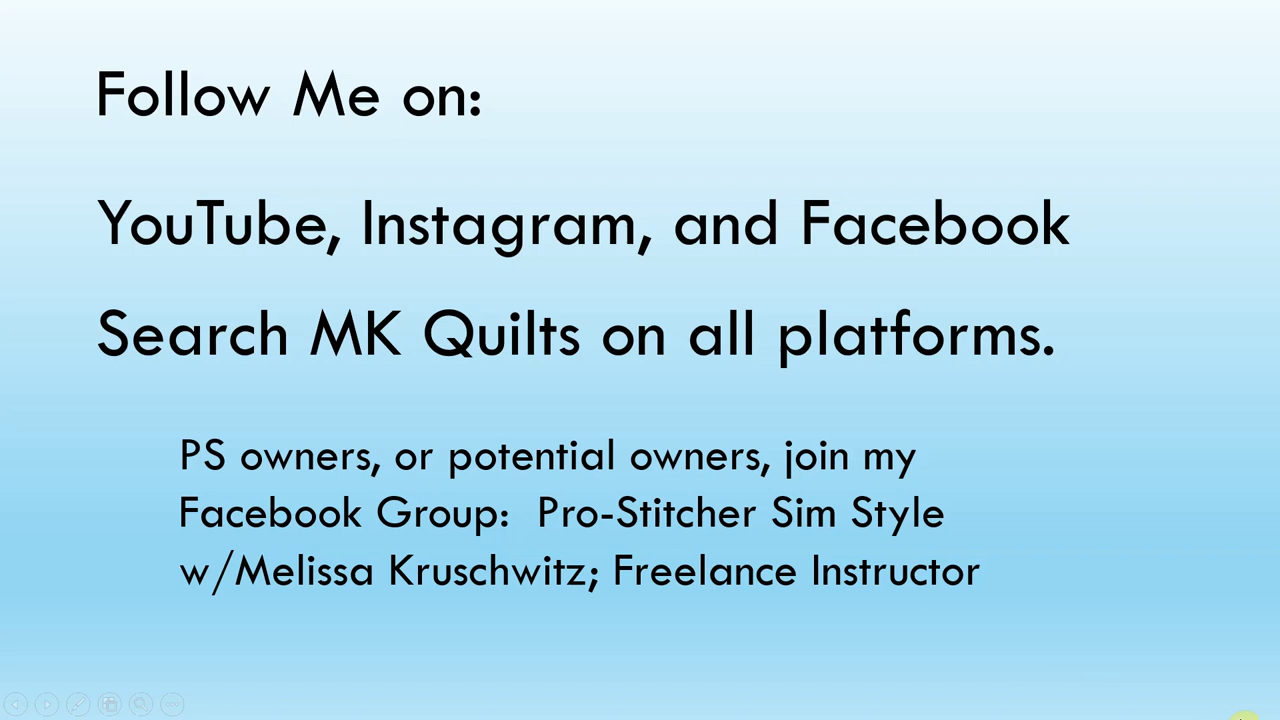 Follow Me on:
YouTube, Instagram, and Facebook
Search MK Quilts on all platforms.
PS owners, or potential owners, join my
Facebook Group:  Pro-Stitcher Sim Style
w/Melissa Kruschwitz; Freelance Instructor